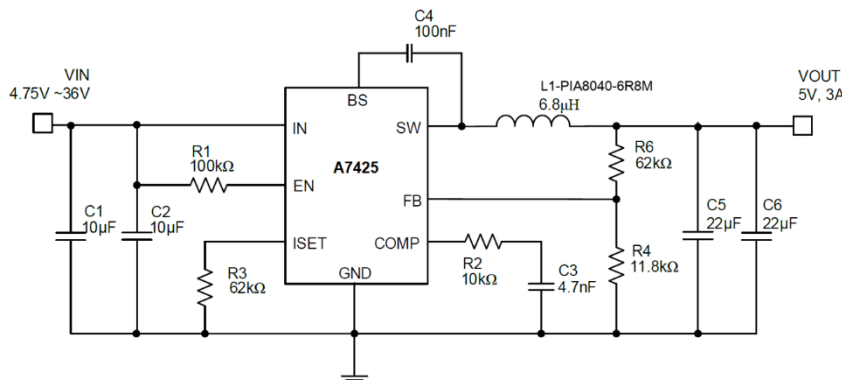 C4
100nF
VIN
4.75V ~36V
L1-PIA8040-6R8M
6.8μH
VOUT
5V, 3A
BS
IN
SW
R1
100kΩ
A7425
R6
62kΩ
EN
FB
C1
10μF
C2
10μF
C5
22μF
C6
22μF
ISET
COMP
R3
62kΩ
GND
R2
10kΩ
C3
4.7nF
R4
11.8kΩ